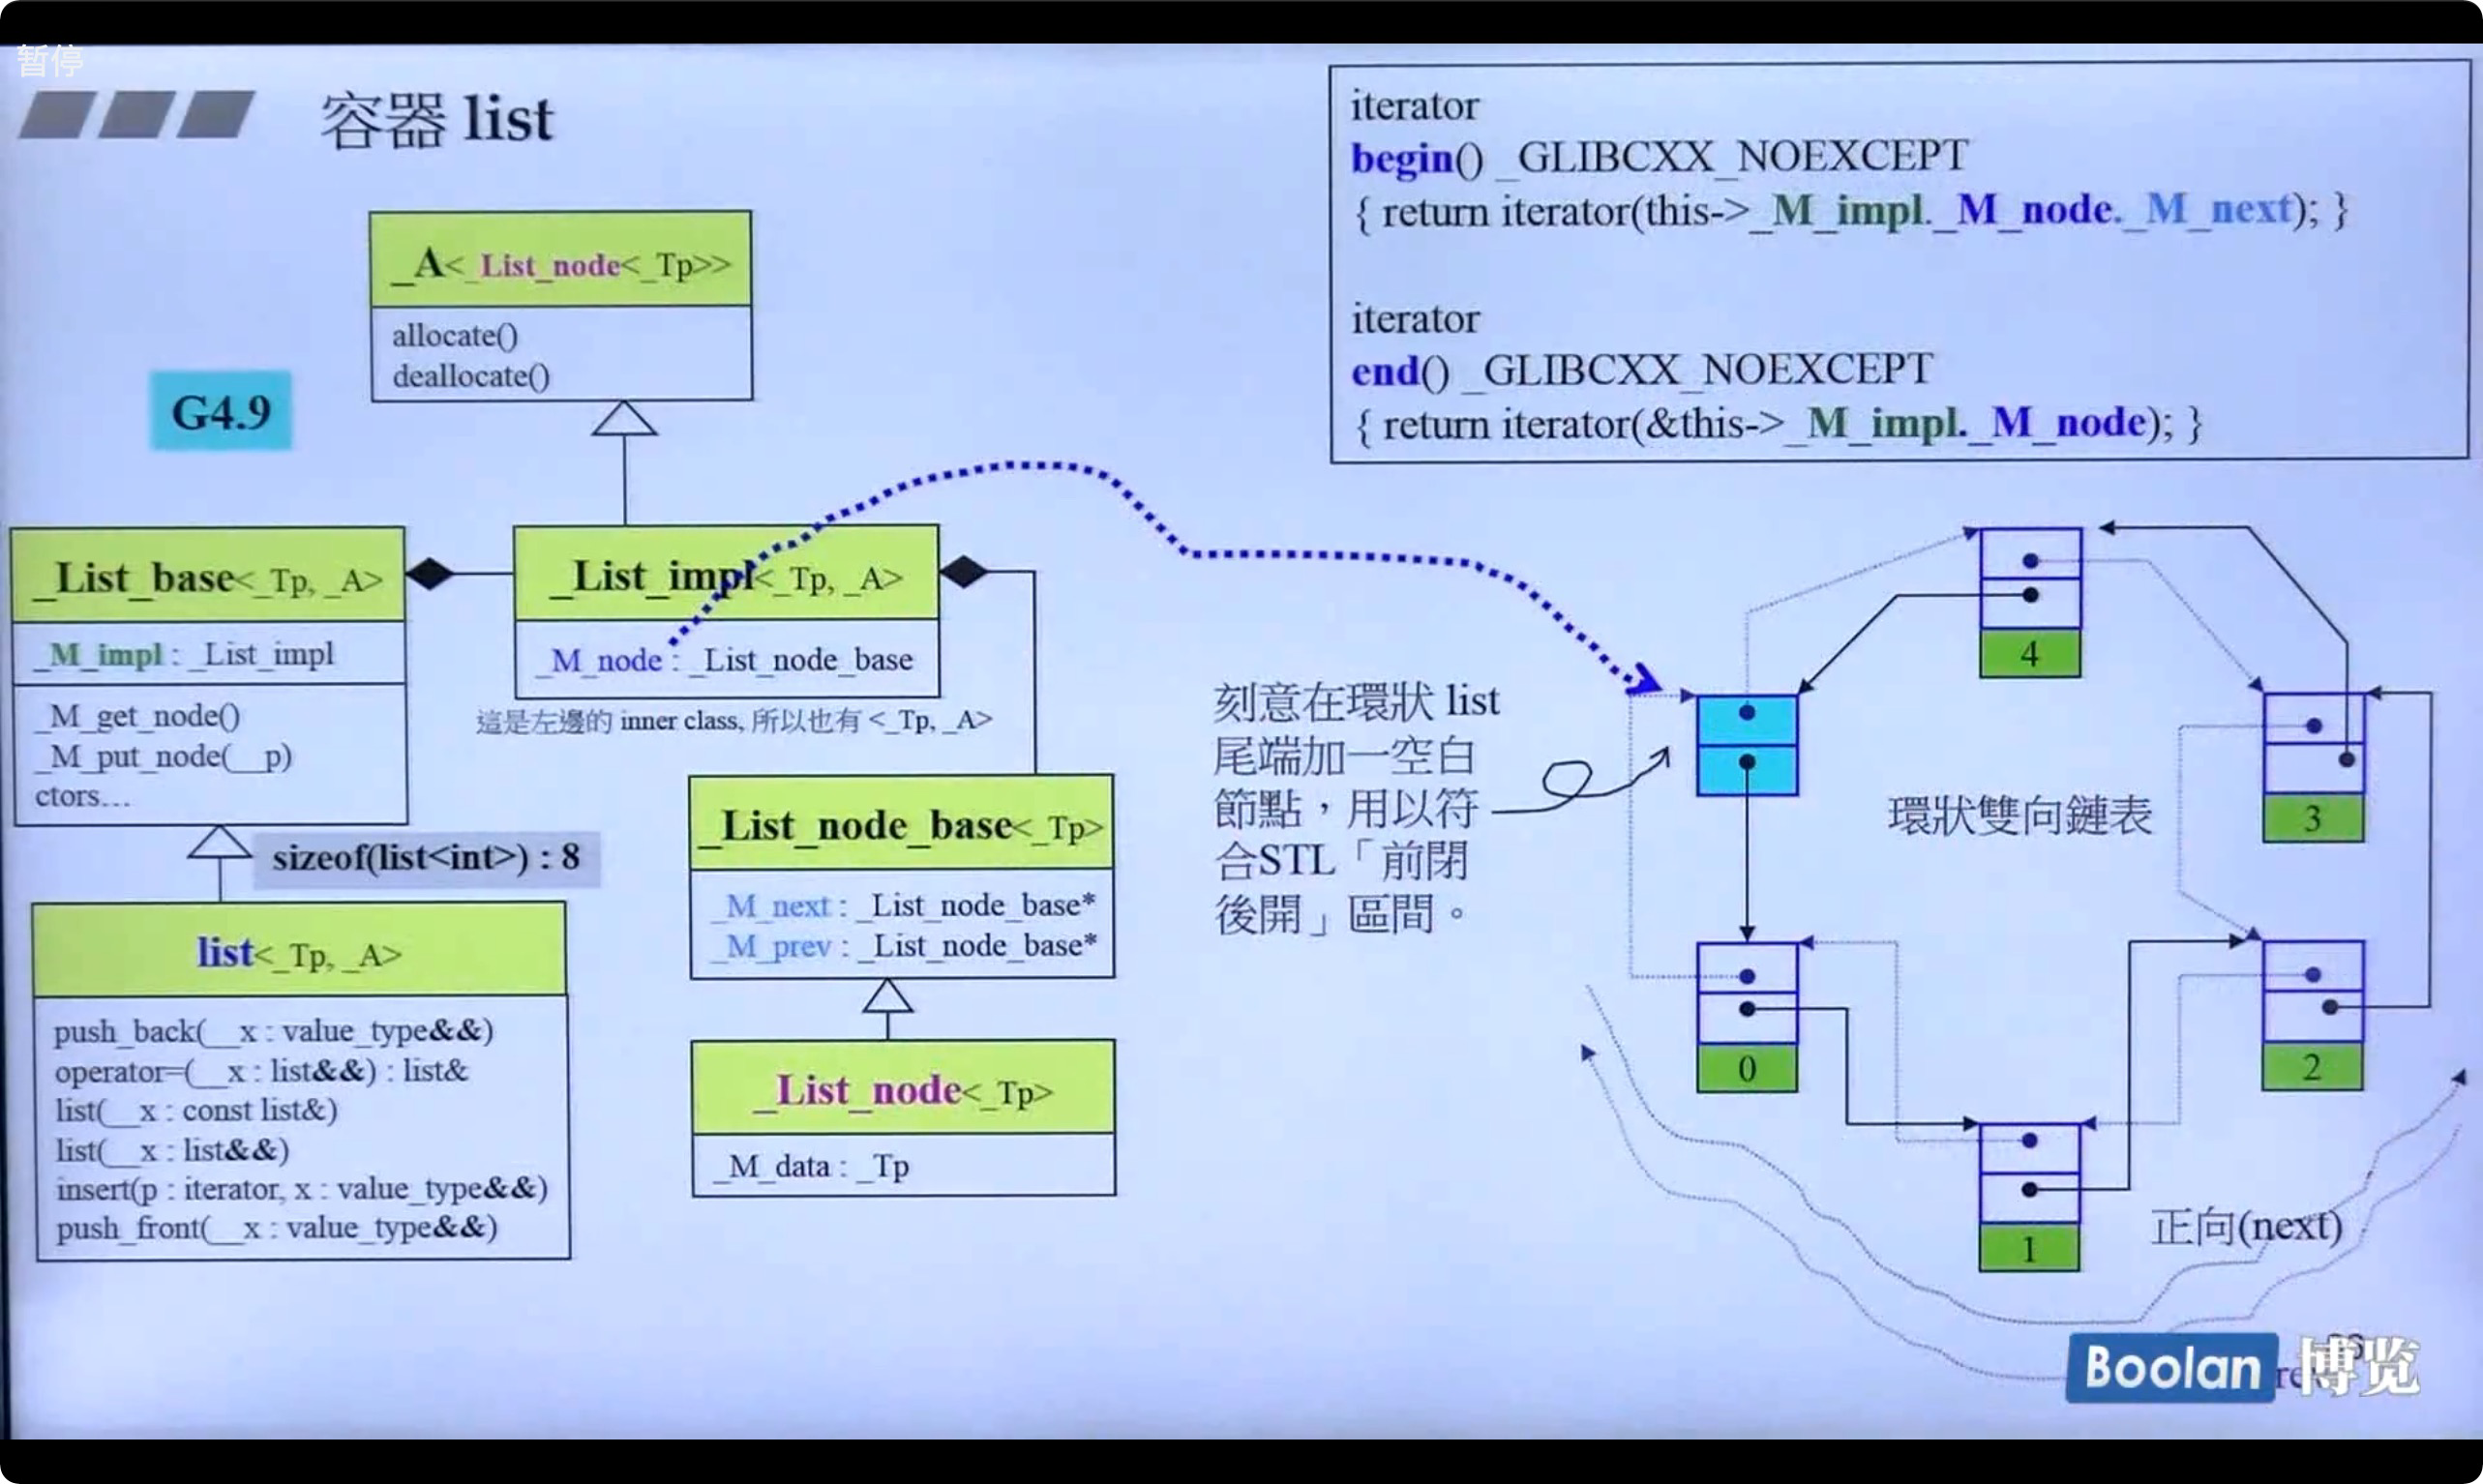 暂停
容器 list
iterator
begin() _GLIBCXX_NOEXCEPT
{ return iterator(this->_M_impl._M_node._M_next); }
iterator
end() _GLIBCXX_NOEXCEPT
{ return iterator(&this->_M_impl._M_node); }
_A<_List_node<_Tp>>
allocate()
deallocate()
G4.9
_List_base<_Tp, _A>
_M_impl : _List_impl
_M_get_node()
_M_put_node(__p)
ctors...
_List_impl<_Tp, _A>
_M_node : _List_node_base
這是左邊的 inner class, 所以也有 <_Tp, _A>
sizeof(list<int>) : 8
list<_Tp, _A>
push_back(__x : value_type&&)
operator=(__x : list&&) : list&
list(__x : const list&)
list(__x : list&&)
insert(p : iterator, x : value_type&&)
push_front(__x : value_type&&)
_List_node_base<_Tp>
_M_next : _List_node_base*
_M_prev : _List_node_base*
_List_node<_Tp>
_M_data : _Tp
刻意在環狀 list
尾端加一空白
節點，用以符
合STL「前閉
後開」區間。
4
3
環狀雙向鏈表
0
2
1
正向(next)
Boolan 博览